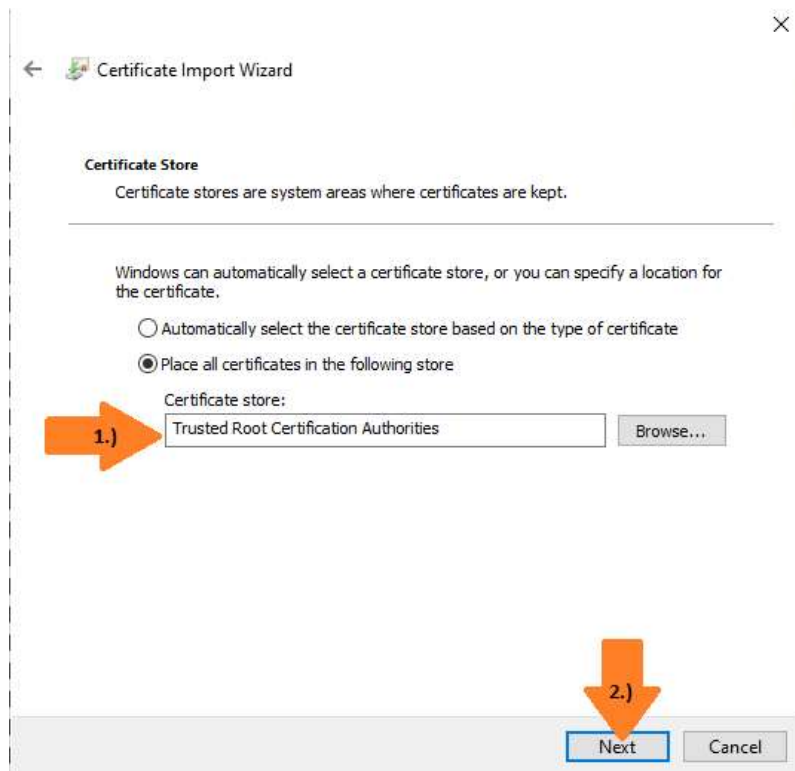 Certificate Import Wizard
Certificate Store
Certificate stores are system areas where certificates are kept.
Windows can automatically select a certificate store, or you can specify a location for
the certificate.
Automatically select the certificate store based on the type of certificate
Place all certificates in the following store
Certificate store:
1.)
Trusted Root Certification Authorities
Browse...
2.)
Next
Cancel